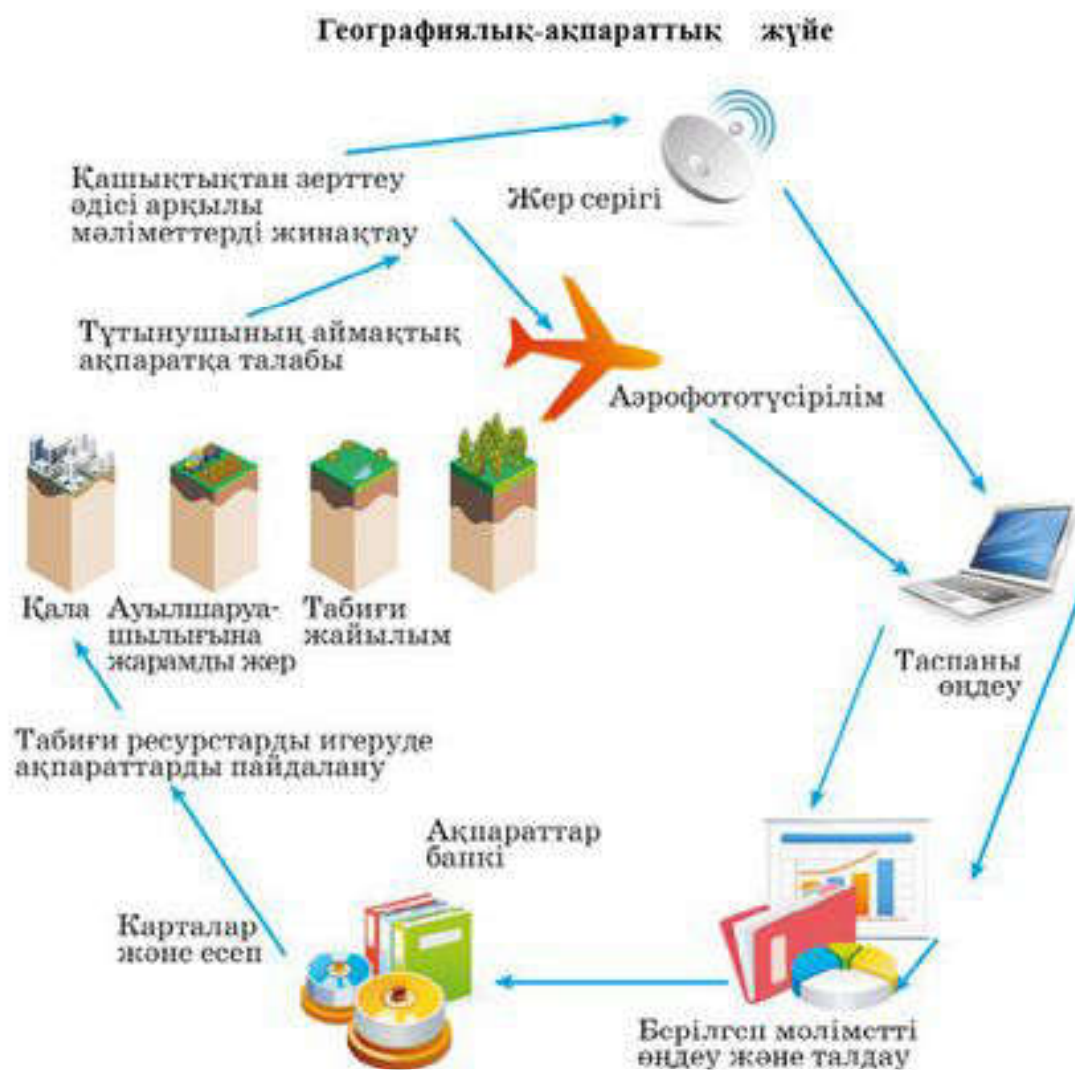 Географиялық-ақпараттық жүйе
Қашықтықтан зерттеу
әдісі арқылы
мәліметтерді жинақтау
Жер серігі
Тұтынушының аймақтық
ақпаратқа талабы
Аэрофототүсірілім
Қала
Ауылшаруа-
шылығына
жарамды жер
Табиғи
жайылым
Таспаны
өңдеу
Табиғи ресурстарды игеруде
ақпараттарды пайдалану
Ақпараттар
банкі
Карталар
және есеп
Берілген мәліметті
өңдеу және талдау